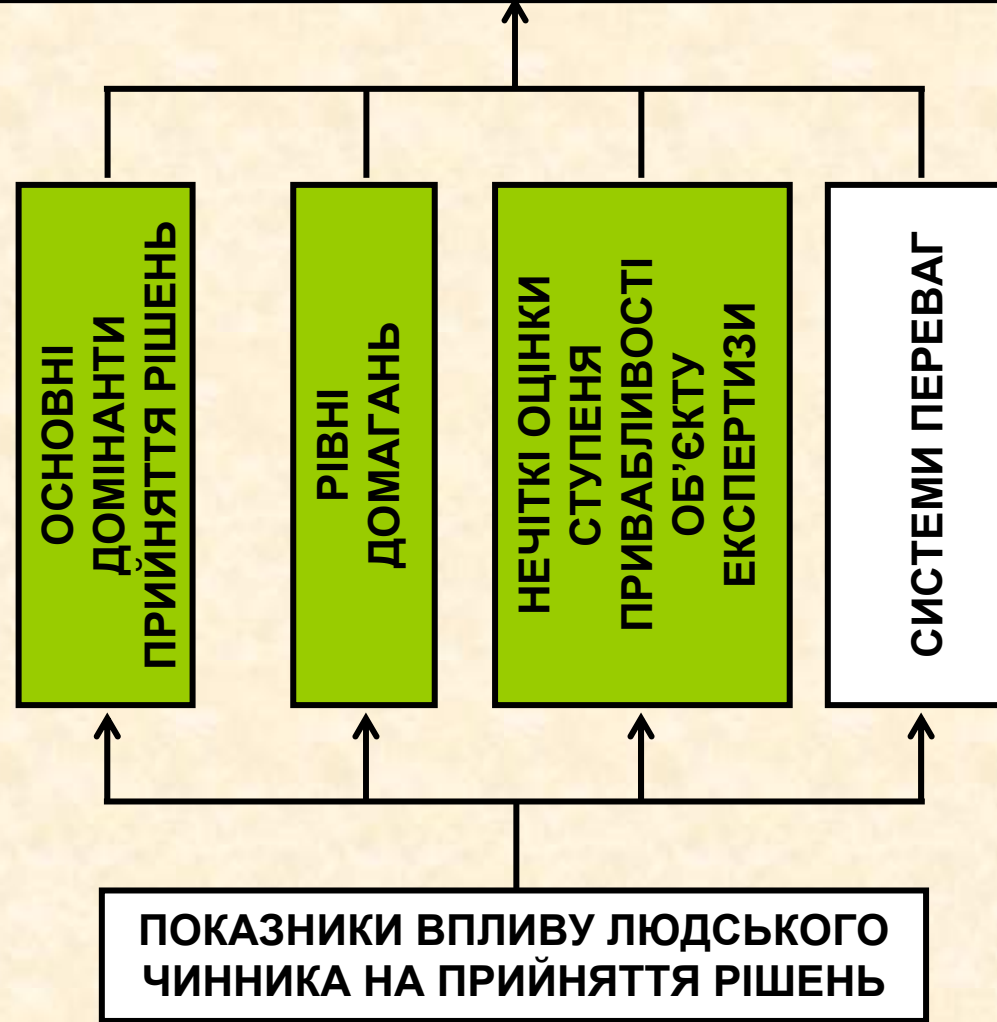 ОСНОВНІ
ДОМІНАНТИ
ПРИЙНЯТТЯ РІШЕНЬ
РІВНІ
ДОМАГАНЬ
НЕЧІТКІ ОЦІНКИ
СТУПЕНЯ
ПРИВАБЛИВОСТІ
ОБ’ЄКТУ
ЕКСПЕРТИЗИ
СИСТЕМИ ПЕРЕВАГ
ПОКАЗНИКИ ВПЛИВУ ЛЮДСЬКОГО
ЧИННИКА НА ПРИЙНЯТТЯ РІШЕНЬ